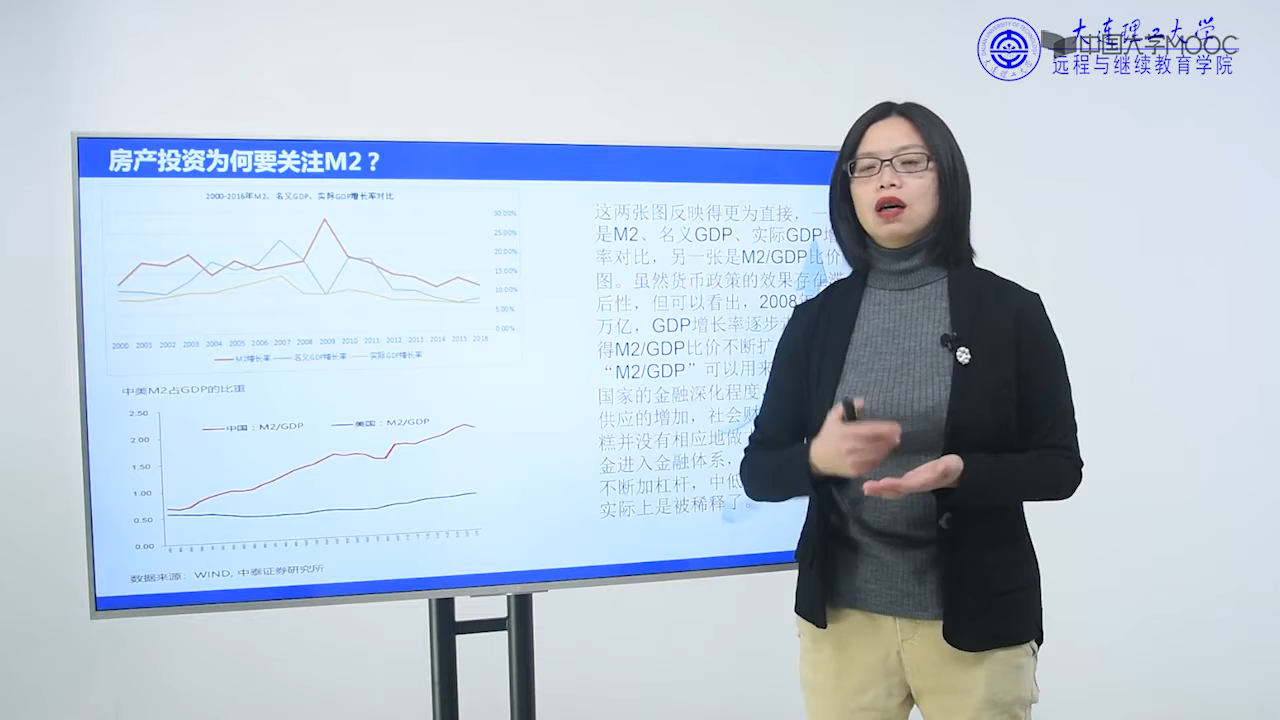 大连理工大学
中国大学MOOC
远程与继续教育学院
房产投资为何要关注M2？
2000-2016年M2、名义GDP、实际GDP增长率对比
30.00%
25.00%
20.00%
15.00%
10.00%
5.00%
0.00%
2000 2001 2002 2003 2004 2005 2006 2007 2008 2009 2010 2011 2012 2013 2014 2015 2016
M2增长率 名义GDP增长率 实际GDP增长率
中美M2占GDP的比重
2.50
2.00
1.50
1.00
0.50
0.00
中国：M2/GDP 美国：M2/GDP
数据来源：WIND, 中泰证券研究所
这两张图反映得更为直接，一
是M2、名义GDP、实际GDP增
率对比，另一张是M2/GDP比价
图。虽然货币政策的效果存在滞
后性，但可以看出，2008年
万亿，GDP增长率逐步
得M2/GDP比价不断扩
“M2/GDP”可以用来
国家的金融深化程度
供应的增加，社会财
糕并没有相应地做
金进入金融体系，
不断加杠杆，中低
实际上是被稀释了。